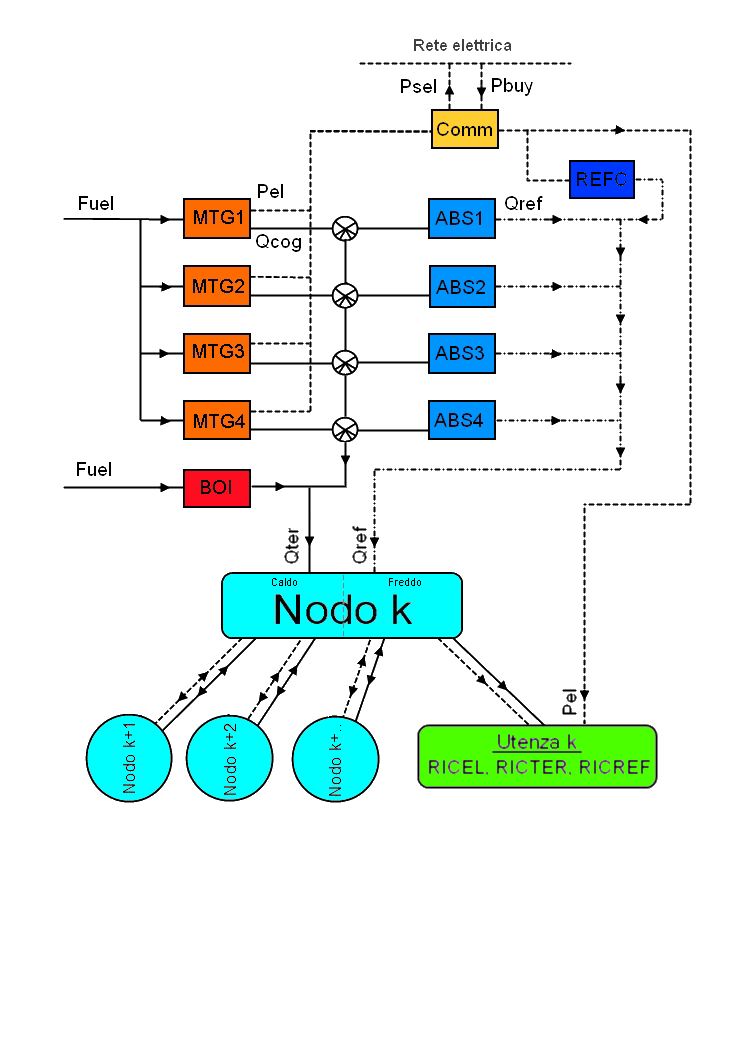 Rete elettrica
Psel
Pbuy
Comm
REFC
Fuel
MTG1
Pel
Qcog
ABS1
Qref
MTG2
ABS2
MTG3
ABS3
MTG4
ABS4
Fuel
BOI
Qter
Qref
Caldo
Freddo
Nodo k
Pel
Nodo k+1
Nodo k+2
Nodo k+..
Utenza k
RICEL, RICTER, RICREF